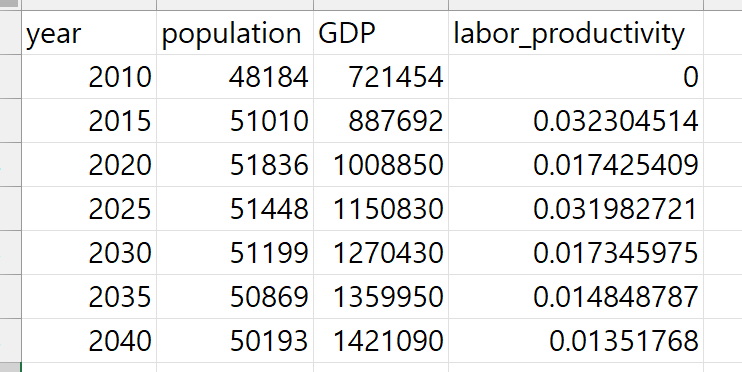 year population GDP labor_productivity
2010 48184 721454 0
2015 51010 887692 0.032304514
2020 51836 1008850 0.017425409
2025 51448 1150830 0.031982721
2030 51199 1270430 0.017345975
2035 50869 1359950 0.014848787
2040 50193 1421090 0.01351768